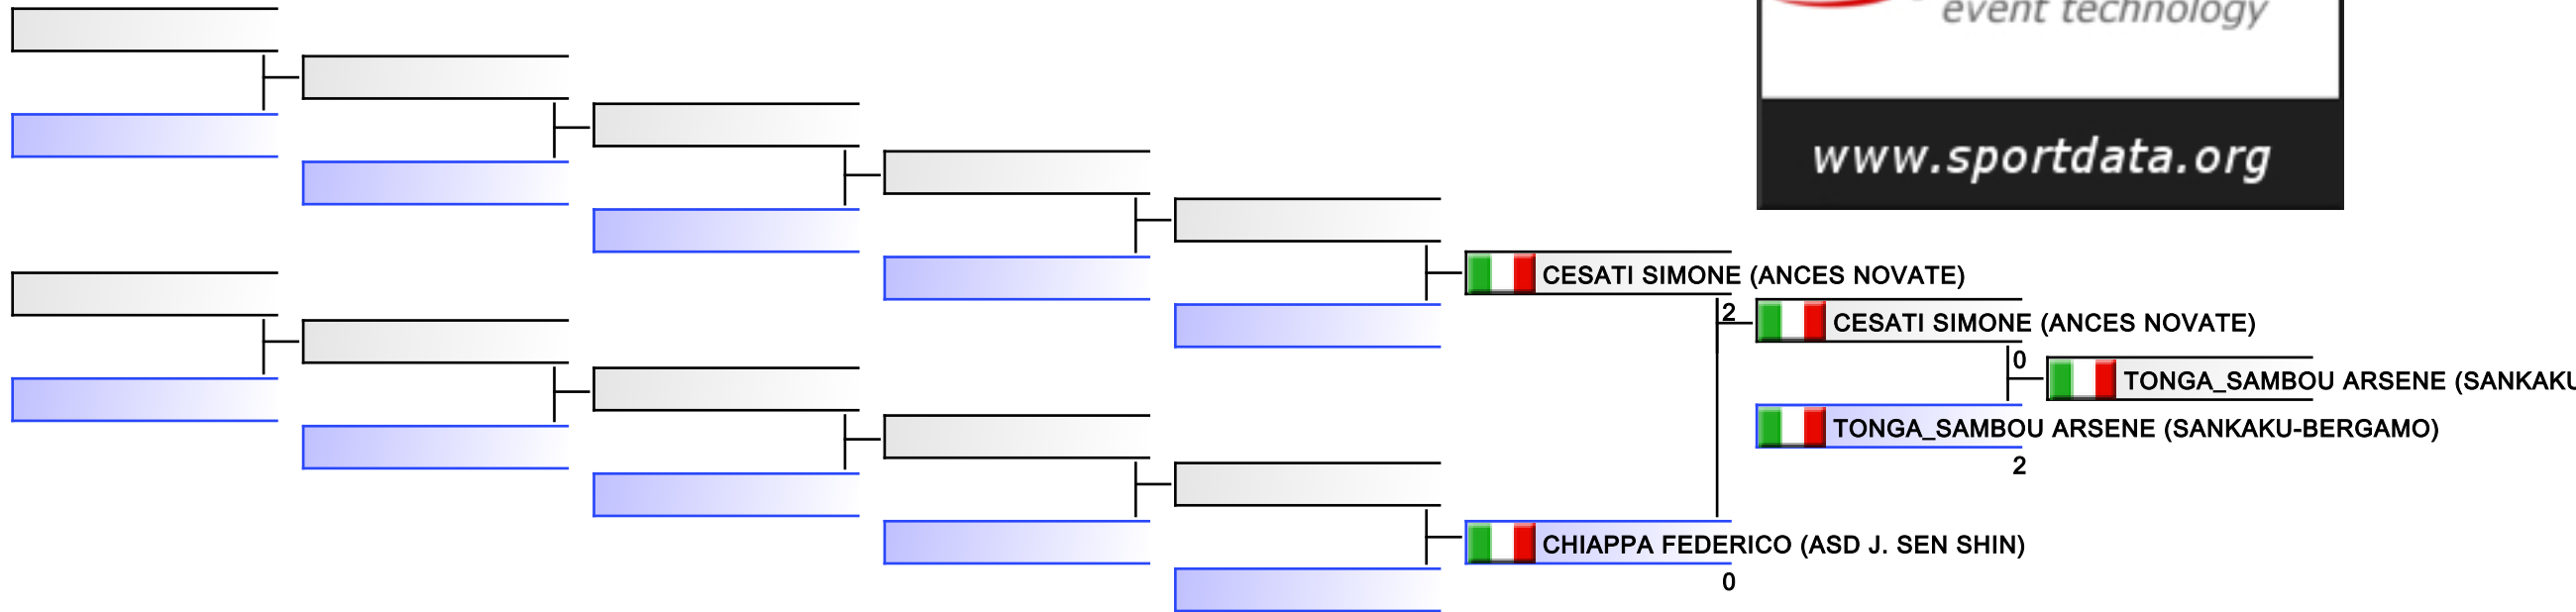 event technology
www.sportdata.org
CESATI SIMONE (ANCES NOVATE)
2
CESATI SIMONE (ANCES NOVATE)
0
TONGA_SAMBOU ARSENE (SANKAKU
TONGA_SAMBOU ARSENE (SANKAKU-BERGAMO)
2
CHIAPPA FEDERICO (ASD J. SEN SHIN)
0